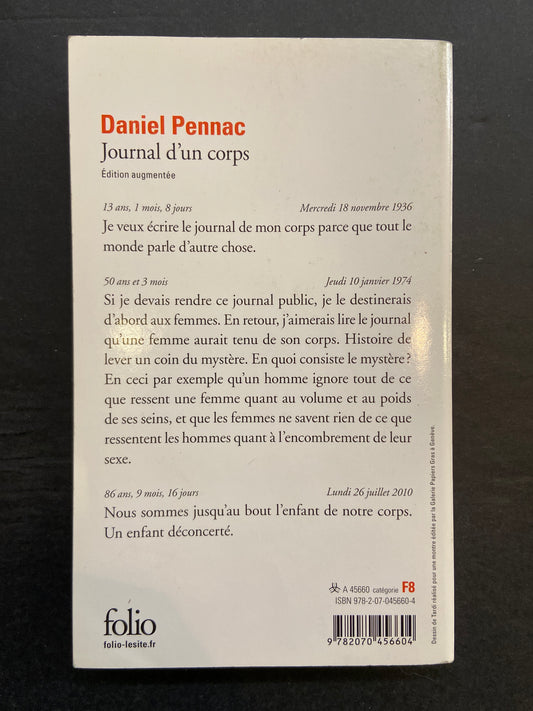 Daniel Pennac
Journal d'un corps
Édition augmentée
13 ans, 1 mois, 8 jours Mercredi 18 novembre 1936
Je veux écrire le journal de mon corps parce que tout le
monde parle d'autre chose.
50 ans et 3 mois Jeudi 10 janvier 1974
Si je devais rendre ce journal public, je le destinerais
d'abord aux femmes. En retour, j'aimerais lire le journal
qu'une femme aurait tenu de son corps. Histoire de
lever un coin du mystère. En quoi consiste le mystère ?
En ceci par exemple qu'un homme ignore tout de ce
que ressent une femme quant au volume et au poids
de ses seins, et que les femmes ne savent rien de ce que
ressentent les hommes quant à l'encombrement de leur
sexe.
86 ans, 9 mois, 16 jours Lundi 26 juillet 2010
Nous sommes jusqu'au bout l'enfant de notre corps.
Un enfant déconcerté.
A 45660 catégorie F8
ISBN 978-2-07-045660-4
folio
folio-lesite.fr
9 782070 456604
Dessin de Tardi réalisé pour une montre éditée par la Galerie Papiers Gras à Genève.